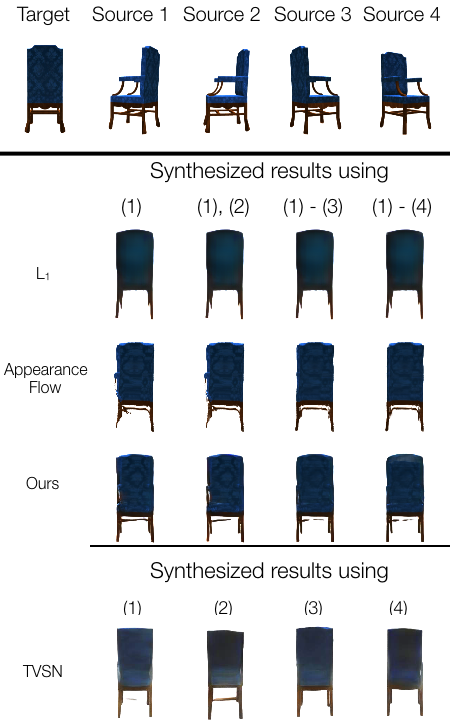 Target Source 1 Source 2 Source 3 Source 4
Synthesized results using
(1) (1), (2) (1) - (3) (1) - (4)
L₁
Appearance
Flow
Ours
Synthesized results using
(1) (2) (3) (4)
TVSN